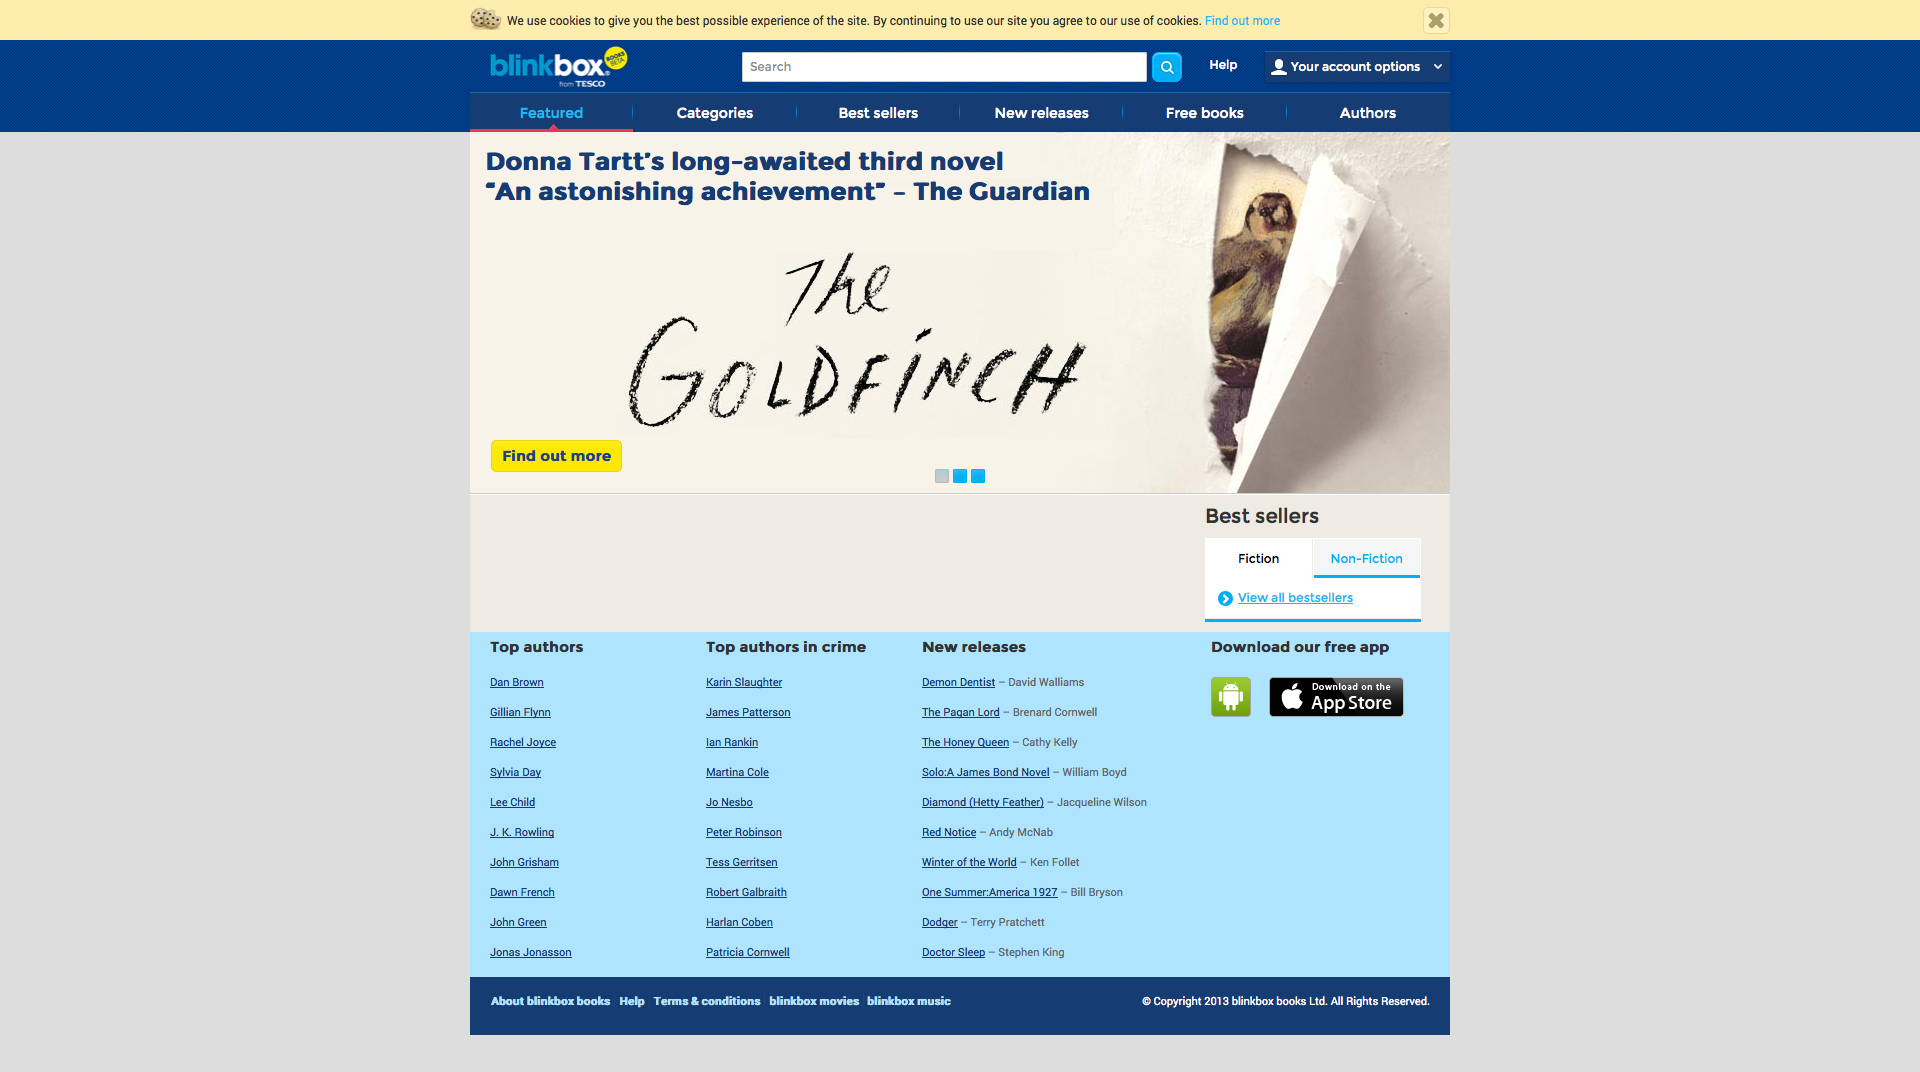 We use cookies to give you the best possible experience of the site. By continuing to use our site you agree to our use of cookies. Find out more
blinkbox BOOKS BETA
from TESCO
Search
Help
Your account options
Featured
Categories
Best sellers
New releases
Free books
Authors
Donna Tartt's long-awaited third novel
"An astonishing achievement" – The Guardian
The
GOLDFINCH
Find out more
Best sellers
Fiction
Non-Fiction
View all bestsellers
Top authors
Dan Brown
Gillian Flynn
Rachel Joyce
Sylvia Day
Lee Child
J. K. Rowling
John Grisham
Dawn French
John Green
Jonas Jonasson
Top authors in crime
Karin Slaughter
James Patterson
Ian Rankin
Martina Cole
Jo Nesbo
Peter Robinson
Tess Gerritsen
Robert Galbraith
Harlan Coben
Patricia Cornwell
New releases
Demon Dentist – David Walliams
The Pagan Lord – Brenard Cornwell
The Honey Queen – Cathy Kelly
Solo:A James Bond Novel – William Boyd
Diamond (Hetty Feather) – Jacqueline Wilson
Red Notice – Andy McNab
Winter of the World – Ken Follet
One Summer:America 1927 – Bill Bryson
Dodger – Terry Pratchett
Doctor Sleep – Stephen King
Download our free app
Download on the
App Store
About blinkbox books
Help
Terms & conditions
blinkbox movies
blinkbox music
© Copyright 2013 blinkbox books Ltd. All Rights Reserved.